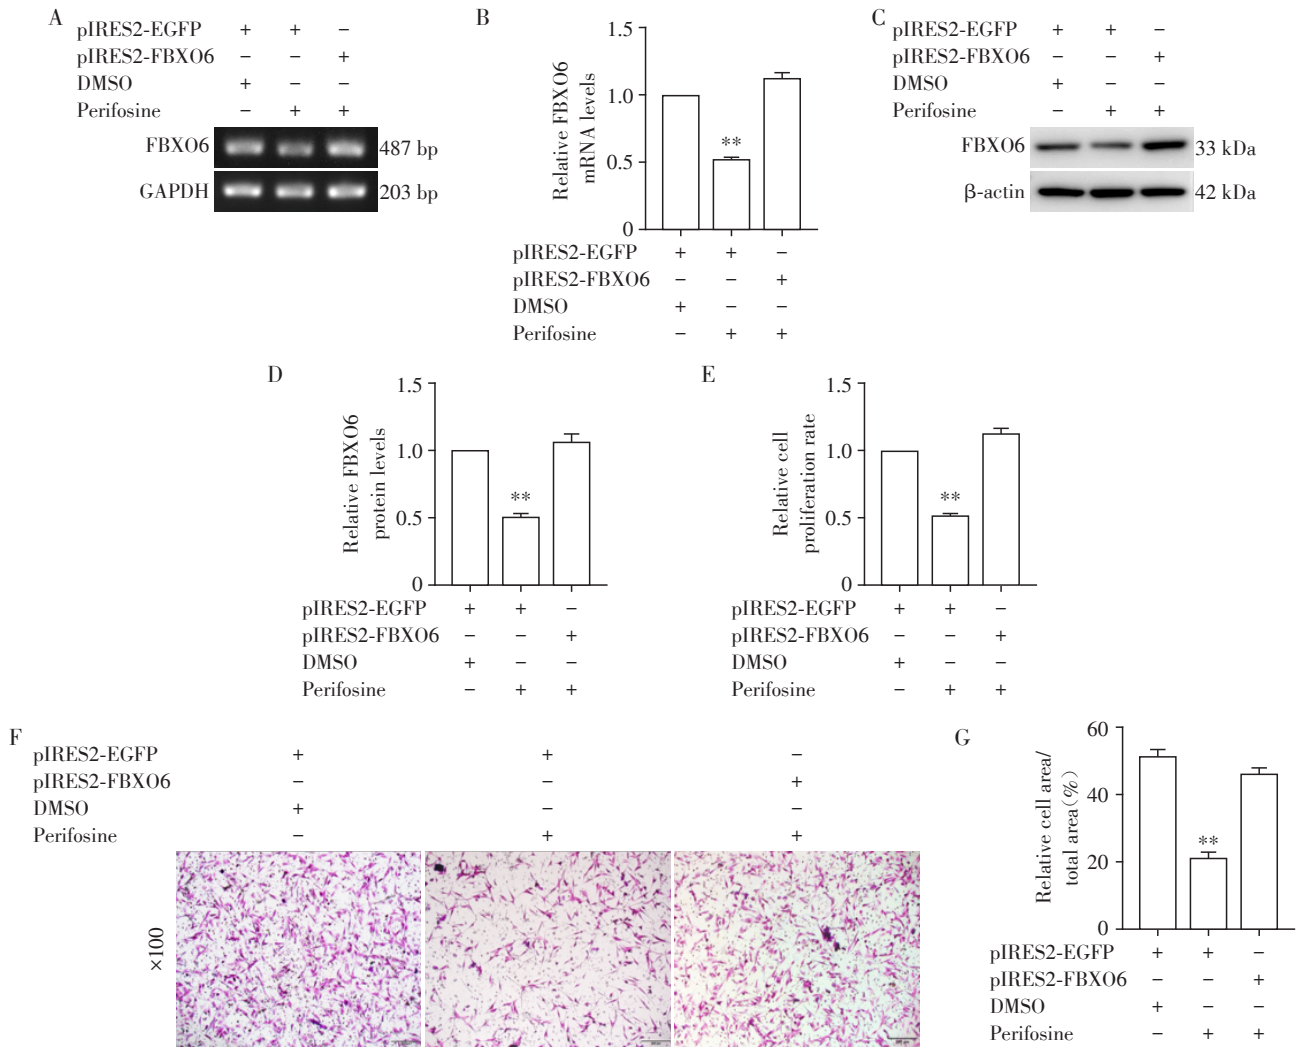 A
pIRES2-EGFP + + −
pIRES2-FBXO6 − − +
DMSO + − −
Perifosine − + +
FBXO6 487 bp
GAPDH 203 bp
B
Relative FBXO6
mRNA levels
1.5
1.0
0.5
0
**
pIRES2-EGFP + + −
pIRES2-FBXO6 − − +
DMSO + − −
Perifosine − + +
C
pIRES2-EGFP + + −
pIRES2-FBXO6 − − +
DMSO + − −
Perifosine − + +
FBXO6 33 kDa
β-actin 42 kDa
D
Relative FBXO6
protein levels
1.5
1.0
0.5
0
**
pIRES2-EGFP + + −
pIRES2-FBXO6 − − +
DMSO + − −
Perifosine − + +
E
Relative cell
proliferation rate
1.5
1.0
0.5
0
**
pIRES2-EGFP + + −
pIRES2-FBXO6 − − +
DMSO + − −
Perifosine − + +
F
pIRES2-EGFP + + −
pIRES2-FBXO6 − − +
DMSO + − −
Perifosine − + +
×100
G
Relative cell area/
total area(%)
60
40
20
0
**
pIRES2-EGFP + + −
pIRES2-FBXO6 − − +
DMSO + − −
Perifosine − + +